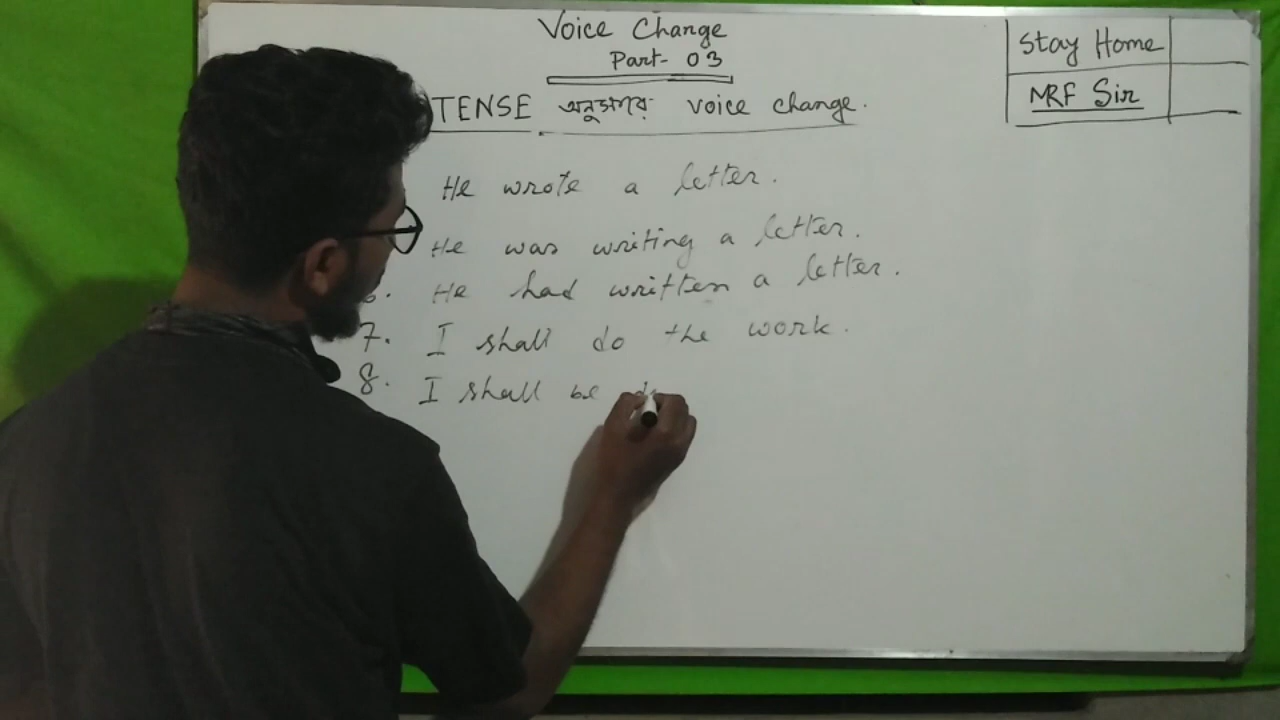 Voice Change
Part- 03
Stay Home
MRF Sir
TENSE অনুসারে voice change.
He wrote a letter.
He was writing a letter.
6. He had written a letter.
7. I shall do the work.
8. I shall be